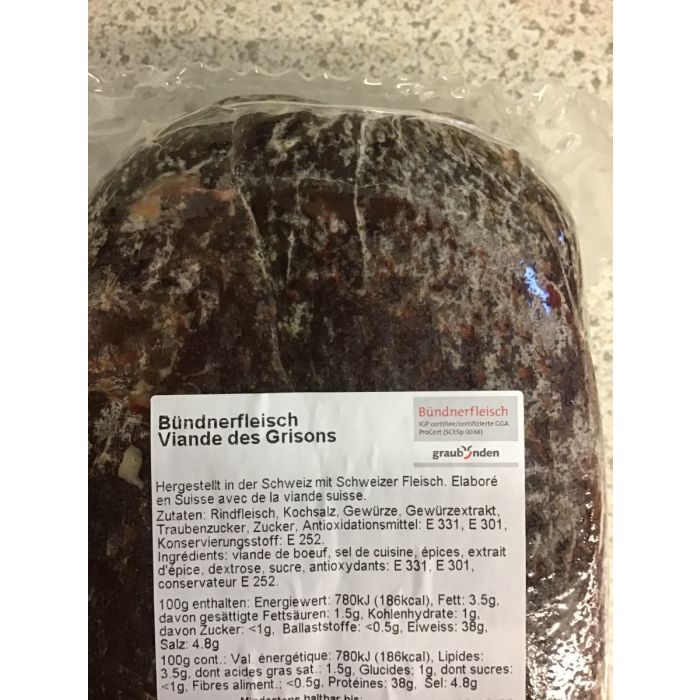 Bündnerfleisch
Viande des Grisons
Bündnerfleisch
IGP certifiée/zertifizierte GGA
ProCert (SCESp 0038)
graubünden
Hergestellt in der Schweiz mit Schweizer Fleisch. Elaboré
en Suisse avec de la viande suisse.
Zutaten: Rindfleisch, Kochsalz, Gewürze, Gewürzextrakt,
Traubenzucker, Zucker, Antioxidationsmittel: E 331, E 301,
Konservierungsstoff: E 252.
Ingrédients: viande de boeuf, sel de cuisine, épices, extrait
d'épice, dextrose, sucre, antioxydants: E 331, E 301,
conservateur E 252.
100g enthalten: Energiewert: 780kJ (186kcal), Fett: 3.5g,
davon gesättigte Fettsäuren: 1.5g, Kohlenhydrate: 1g,
davon Zucker: <1g, Ballaststoffe: <0.5g, Eiweiss: 38g,
Salz: 4.8g
100g cont.: Val. énergétique: 780kJ (186kcal), Lipides:
3.5g, dont acides gras sat.: 1.5g, Glucides: 1g, dont sucres:
<1g, Fibres aliment.: <0.5g, Protéines: 38g, Sel: 4.8g
Mindestens haltbar bis: